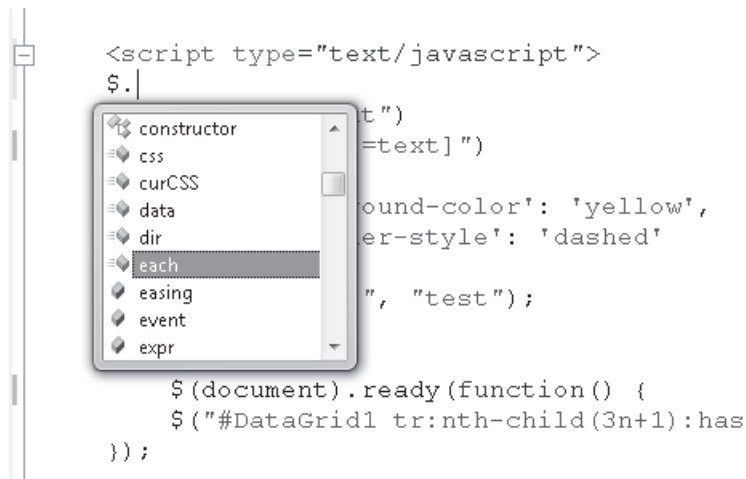 <script type="text/javascript">
$.
constructor
css
curCSS
data
dir
each
easing
event
expr
t")
=text]")
ound-color': 'yellow',
er-style': 'dashed'
", "test");
$(document).ready(function() {
$("#DataGrid1 tr:nth-child(3n+1):has
});